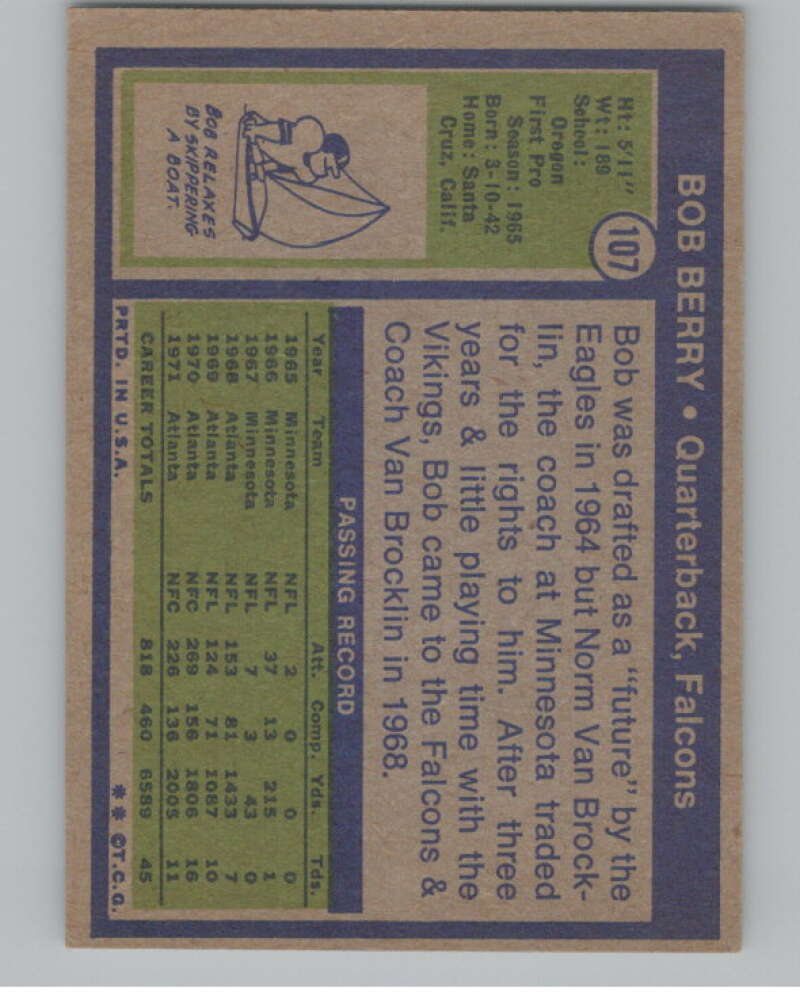 BOB BERRY • Quarterback, Falcons
107
Ht: 5'11"
Wt: 189
School:
Oregon
First Pro
Season: 1965
Born: 3-10-42
Home: Santa
Cruz, Calif.
BOB RELAXES
BY SKIPPERING
A BOAT.
Bob was drafted as a "future" by the
Eagles in 1964 but Norm Van Brock-
lin, the coach at Minnesota traded
for the rights to him. After three
years & little playing time with the
Vikings, Bob came to the Falcons &
Coach Van Brocklin in 1968.
PASSING RECORD
Year Team Att. Comp. Yds. Tds.
1965 Minnesota NFL 2 0 0 0
1966 Minnesota NFL 37 13 215 1
1967 Minnesota NFL 7 3 43 0
1968 Atlanta NFL 153 81 1433 7
1969 Atlanta NFL 124 71 1087 10
1970 Atlanta NFC 269 156 1806 16
1971 Atlanta NFC 226 136 2005 11
CAREER TOTALS 818 460 6589 45
PRTD. IN U.S.A. ** ©T.C.G.